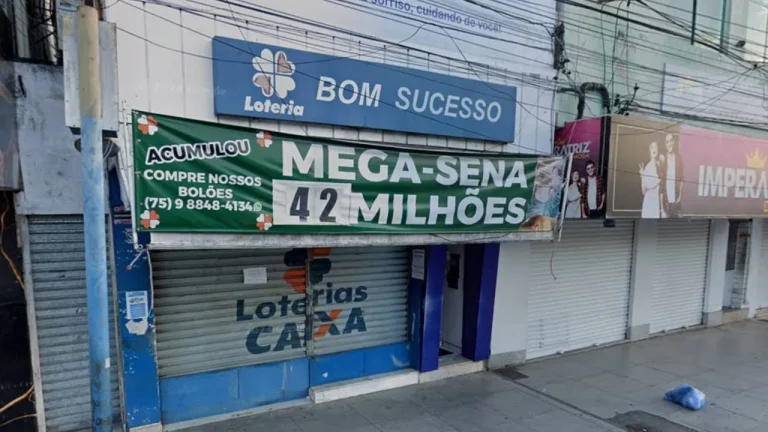 sorriso, cuidando de você!
Loteria
BOM SUCESSO
Loteria
ACUMULOU
COMPRE NOSSOS
BOLÕES
(75) 9 8848-4134
MEGA-SENA
42 MILHÕES
IMPERA
Loterias
CAIXA